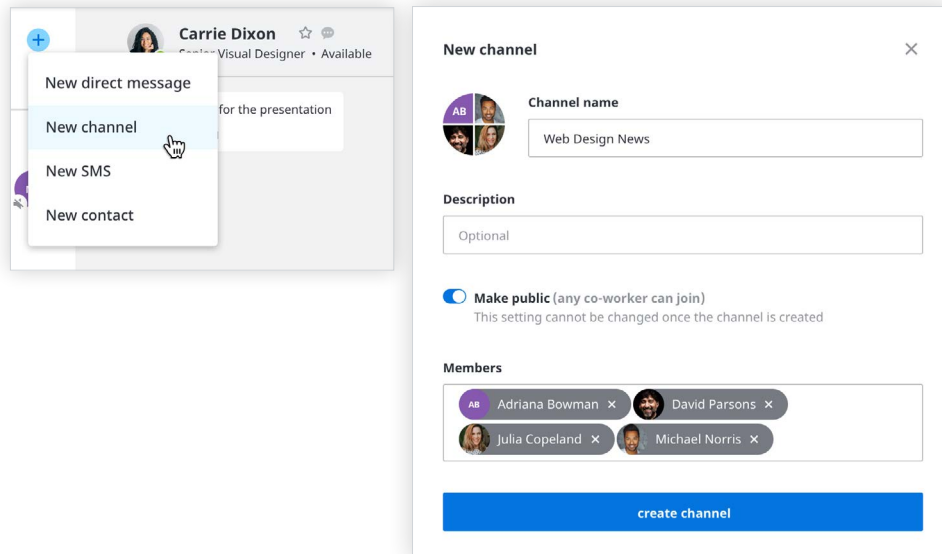 +
Carrie Dixon
Senior Visual Designer • Available
New direct message
for the presentation
New channel
New SMS
New contact
New channel
Channel name
AB
Web Design News
Description
Optional
Make public (any co-worker can join)
This setting cannot be changed once the channel is created
Members
AB Adriana Bowman × David Parsons ×
Julia Copeland × Michael Norris ×
create channel